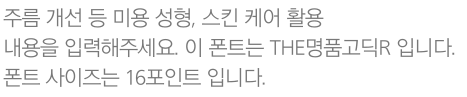 주름 개선 등 미용 성형, 스킨 케어 활용
내용을 입력해주세요. 이 폰트는 THE명품고딕R 입니다.
폰트 사이즈는 16포인트 입니다.